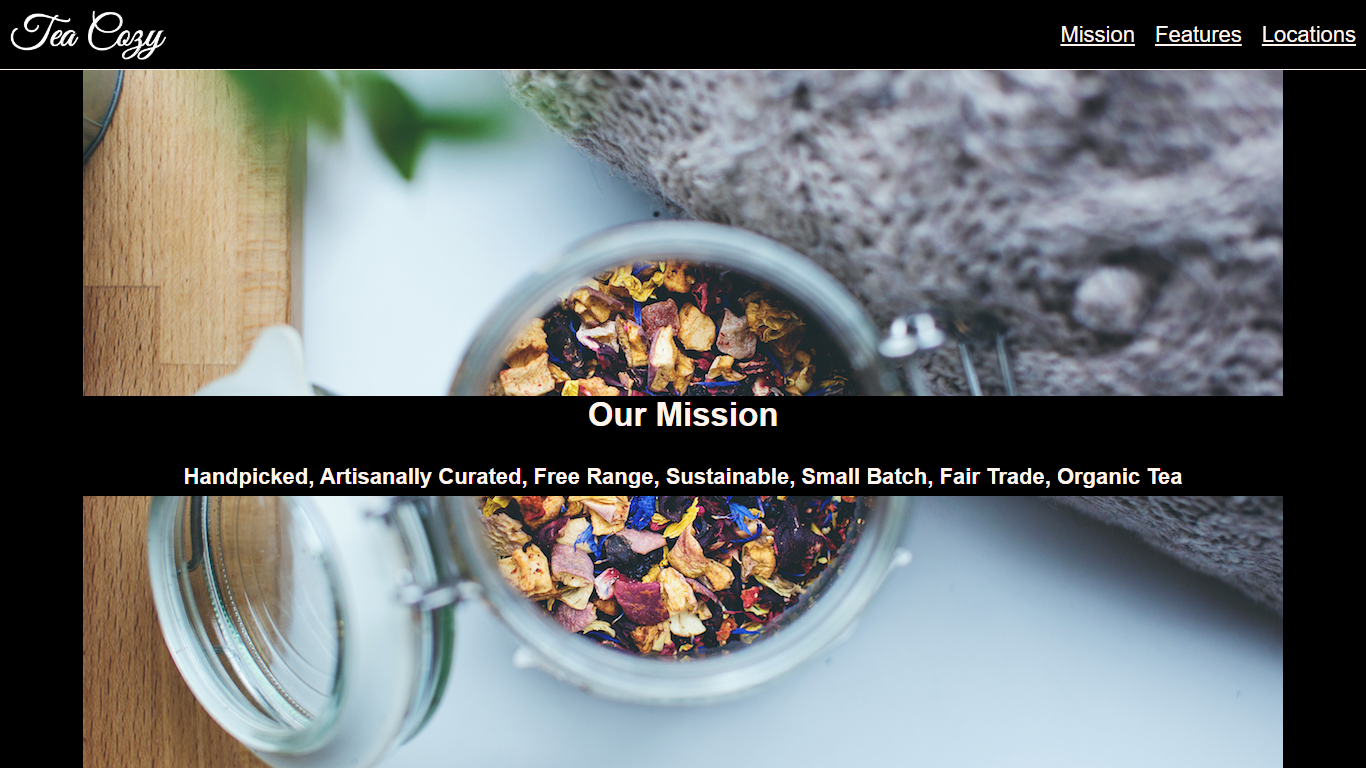 Tea Cozy
Mission Features Locations
Our Mission
Handpicked, Artisanally Curated, Free Range, Sustainable, Small Batch, Fair Trade, Organic Tea